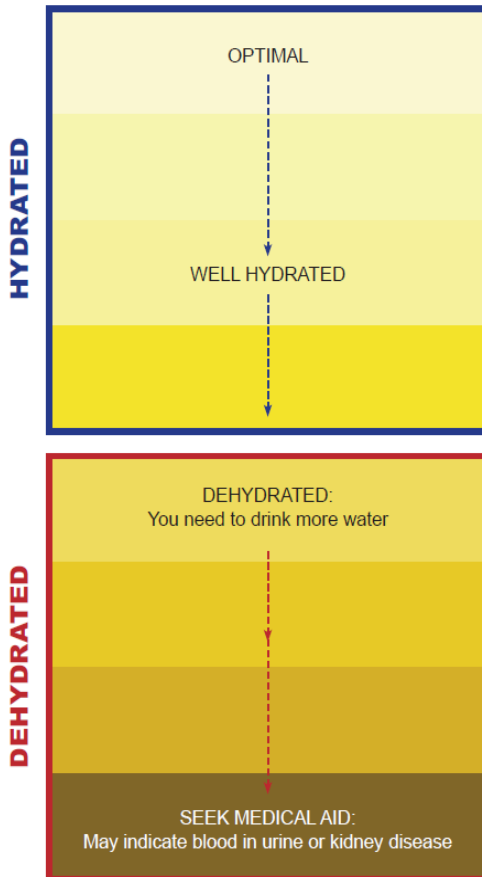 HYDRATED
OPTIMAL
WELL HYDRATED
DEHYDRATED
DEHYDRATED:
You need to drink more water
SEEK MEDICAL AID:
May indicate blood in urine or kidney disease